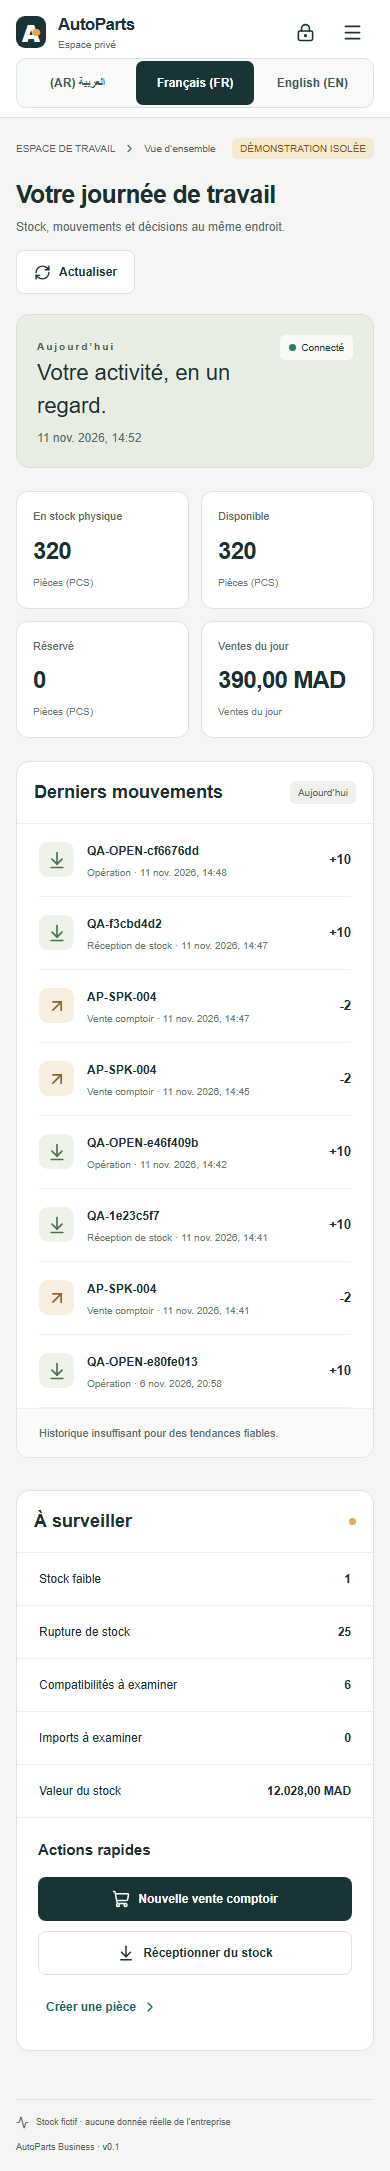 A
AutoParts
Espace privé
العربية (AR)
Français (FR)
English (EN)
ESPACE DE TRAVAIL
Vue d'ensemble
DÉMONSTRATION ISOLÉE
Votre journée de travail
Stock, mouvements et décisions au même endroit.
Actualiser
Aujourd'hui
Connecté
Votre activité, en un
regard.
11 nov. 2026, 14:52
En stock physique
320
Pièces (PCS)
Disponible
320
Pièces (PCS)
Réservé
0
Pièces (PCS)
Ventes du jour
390,00 MAD
Ventes du jour
Derniers mouvements
Aujourd'hui
QA-OPEN-cf6676dd
+10
Opération · 11 nov. 2026, 14:48
QA-f3cbd4d2
+10
Réception de stock · 11 nov. 2026, 14:47
AP-SPK-004
-2
Vente comptoir · 11 nov. 2026, 14:47
AP-SPK-004
-2
Vente comptoir · 11 nov. 2026, 14:45
QA-OPEN-e46f409b
+10
Opération · 11 nov. 2026, 14:42
QA-1e23c5f7
+10
Réception de stock · 11 nov. 2026, 14:41
AP-SPK-004
-2
Vente comptoir · 11 nov. 2026, 14:41
QA-OPEN-e80fe013
+10
Opération · 6 nov. 2026, 20:58
Historique insuffisant pour des tendances fiables.
À surveiller
Stock faible
1
Rupture de stock
25
Compatibilités à examiner
6
Imports à examiner
0
Valeur du stock
12.028,00 MAD
Actions rapides
Nouvelle vente comptoir
Réceptionner du stock
Créer une pièce
Stock fictif · aucune donnée réelle de l'entreprise
AutoParts Business · v0.1